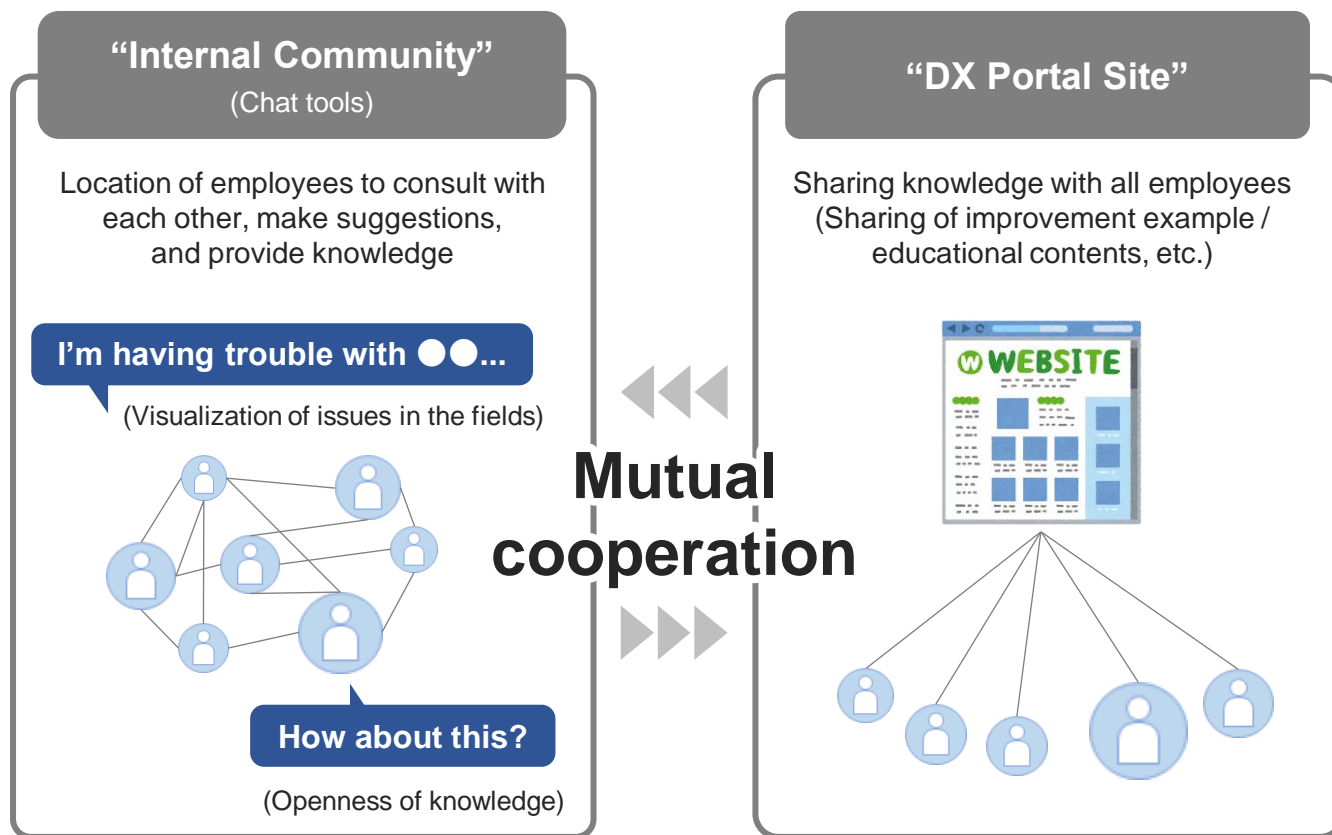 “Internal Community”
(Chat tools)
Location of employees to consult with
each other, make suggestions,
and provide knowledge
I’m having trouble with ●●...
(Visualization of issues in the fields)
How about this?
(Openness of knowledge)
Mutual
cooperation
“DX Portal Site”
Sharing knowledge with all employees
(Sharing of improvement example /
educational contents, etc.)
W WEBSITE